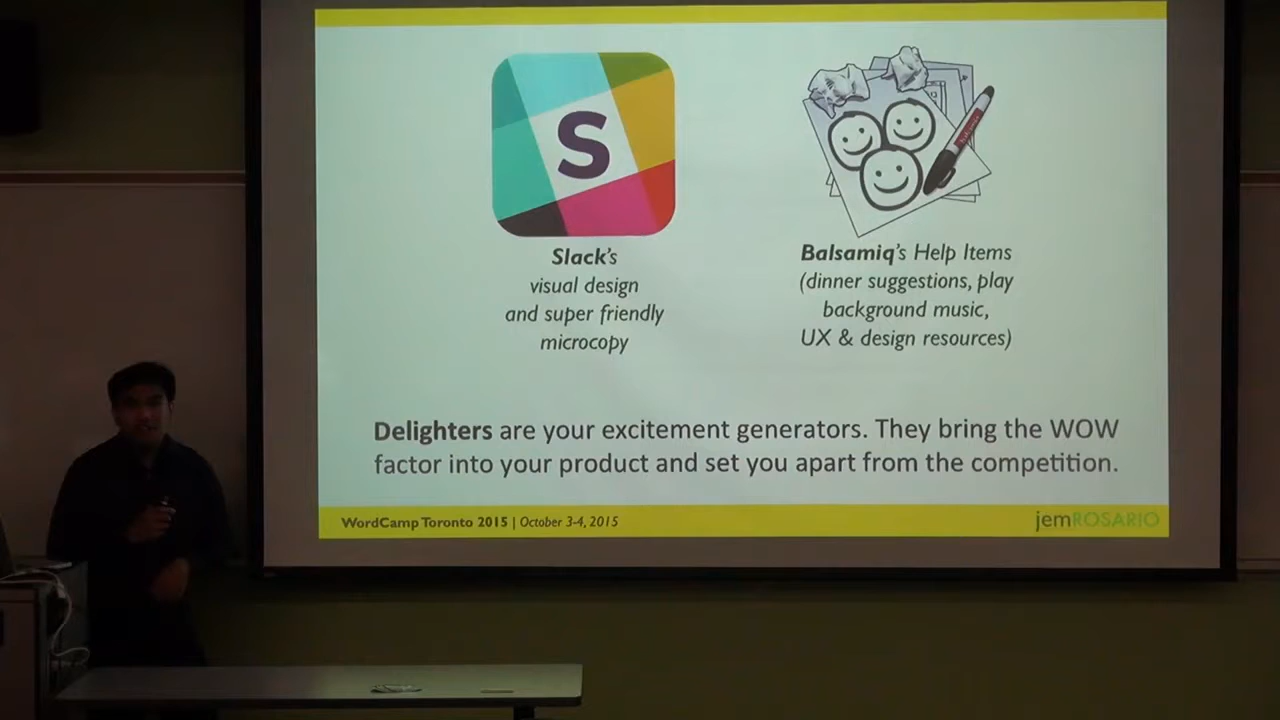 S
Slack's
visual design
and super friendly
microcopy
Balsamiq's Help Items
(dinner suggestions, play
background music,
UX & design resources)
Delighters are your excitement generators. They bring the WOW
factor into your product and set you apart from the competition.
WordCamp Toronto 2015 | October 3-4, 2015
jemROSARIO